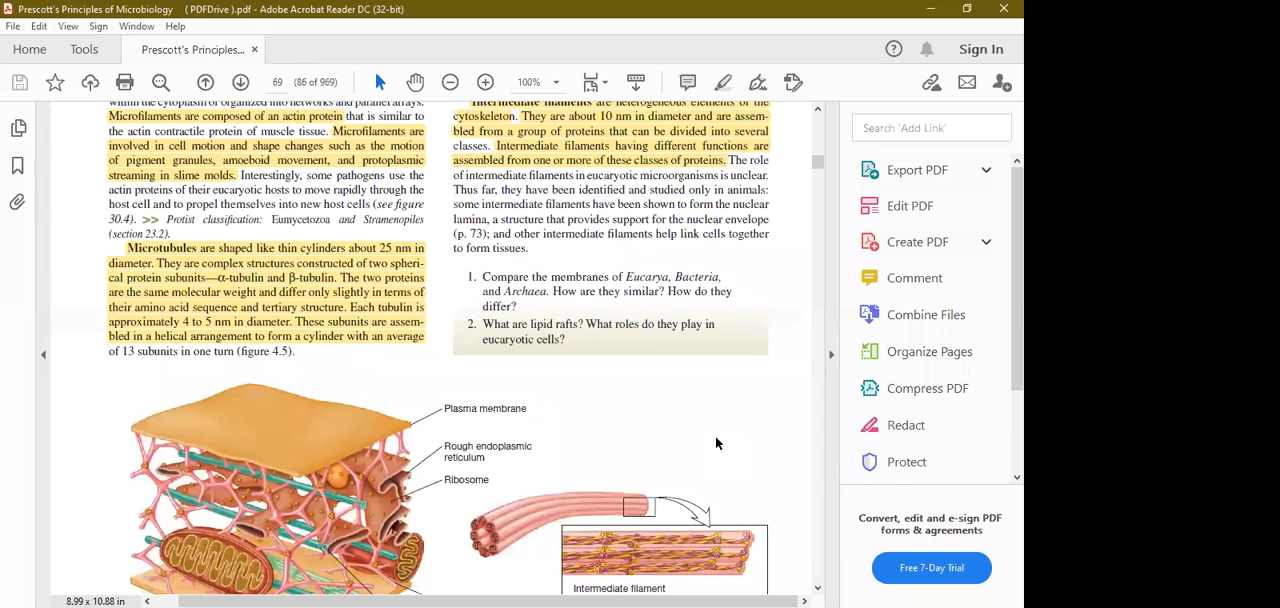 Prescott's Principles of Microbiology ( PDFDrive ).pdf - Adobe Acrobat Reader DC (32-bit)
File Edit View Sign Window Help
Home Tools Prescott's Principles... × Sign In
69 (86 of 969) 100%
within the cytoplasm or organized into networks and parallel arrays.
Microfilaments are composed of an actin protein that is similar to
the actin contractile protein of muscle tissue. Microfilaments are
involved in cell motion and shape changes such as the motion
of pigment granules, amoeboid movement, and protoplasmic
streaming in slime molds. Interestingly, some pathogens use the
actin proteins of their eucaryotic hosts to move rapidly through the
host cell and to propel themselves into new host cells (see figure
30.4). >> Protist classification: Eumycetozoa and Stramenopiles
(section 23.2).
Microtubules are shaped like thin cylinders about 25 nm in
diameter. They are complex structures constructed of two spheri-
cal protein subunits—α-tubulin and β-tubulin. The two proteins
are the same molecular weight and differ only slightly in terms of
their amino acid sequence and tertiary structure. Each tubulin is
approximately 4 to 5 nm in diameter. These subunits are assem-
bled in a helical arrangement to form a cylinder with an average
of 13 subunits in one turn (figure 4.5).
Intermediate filaments are heterogeneous elements of the
cytoskeleton. They are about 10 nm in diameter and are assem-
bled from a group of proteins that can be divided into several
classes. Intermediate filaments having different functions are
assembled from one or more of these classes of proteins. The role
of intermediate filaments in eucaryotic microorganisms is unclear.
Thus far, they have been identified and studied only in animals:
some intermediate filaments have been shown to form the nuclear
lamina, a structure that provides support for the nuclear envelope
(p. 73); and other intermediate filaments help link cells together
to form tissues.
1. Compare the membranes of Eucarya, Bacteria,
and Archaea. How are they similar? How do they
differ?
2. What are lipid rafts? What roles do they play in
eucaryotic cells?
Plasma membrane
Rough endoplasmic
reticulum
Ribosome
Intermediate filament
8.99 x 10.88 in
Search 'Add Link'
Export PDF
Edit PDF
Create PDF
Comment
Combine Files
Organize Pages
Compress PDF
Redact
Protect
Convert, edit and e-sign PDF
forms & agreements
Free 7-Day Trial